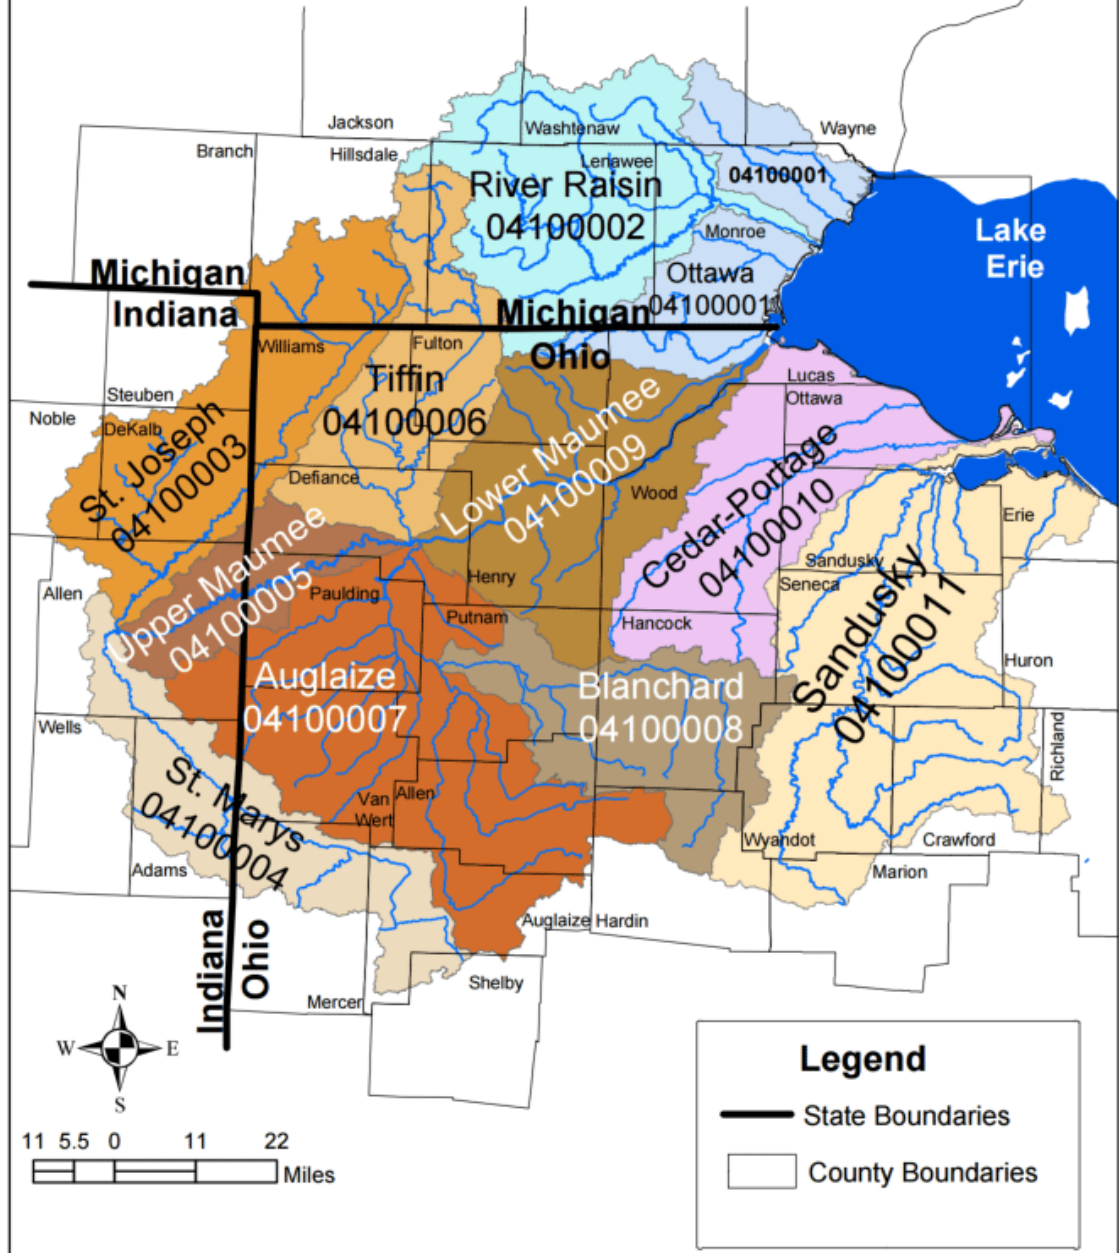 Jackson
Washtenaw
Wayne
Branch
Hillsdale
Lenawee
04100001
River Raisin
04100002
Monroe
Lake
Erie
Ottawa
04100001
Michigan
Indiana
Michigan
Ohio
Williams
Fulton
Tiffin
04100006
Steuben
Noble
DeKalb
St. Joseph
04100003
Lucas
Ottawa
Lower Maumee
04100009
Cedar-Portage
04100010
Wood
Defiance
Erie
Upper Maumee
04100005
Sandusky
Seneca
Sandusky
04100011
Allen
Paulding
Henry
Putnam
Hancock
Huron
Auglaize
04100007
Blanchard
04100008
Wells
Richland
St. Marys
04100004
Van
Wert
Allen
Wyandot
Crawford
Adams
Marion
Auglaize
Hardin
Indiana
Ohio
Shelby
Mercer
N
W
E
S
11 5.5 0 11 22
Miles
Legend
State Boundaries
County Boundaries